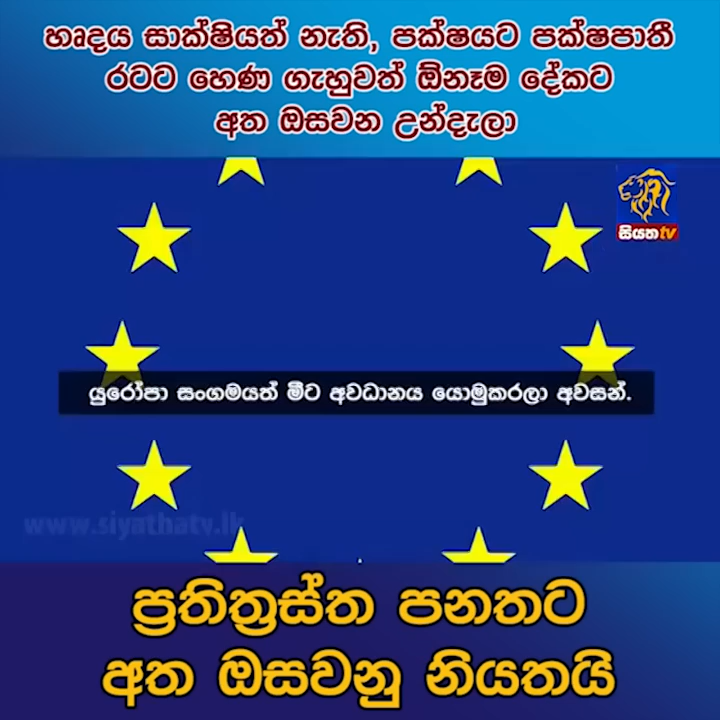 හෘදය සාක්ෂියත් නැති, පක්ෂයට පක්ෂපාතී
රටට හෙණ ගැහුවත් ඕනෑම දේකට
අත ඔසවන උන්දැලා
සියත tv
යුරෝපා සංගමයත් මීට අවධානය යොමුකරලා අවසන්.
www.siyathatv.lk
ප්‍රතිත්‍රස්ත පනතට
අත ඔසවනු නියතයි